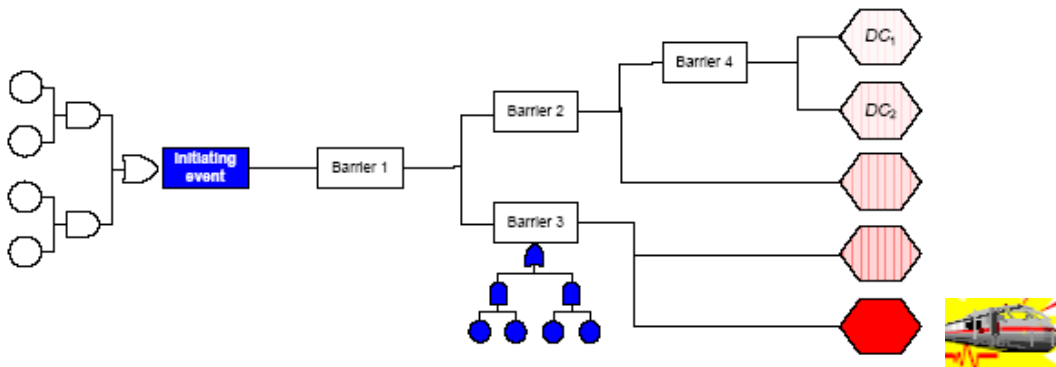 DC1
Barrier 4
Barrier 2
DC2
Initiating
event
Barrier 1
Barrier 3